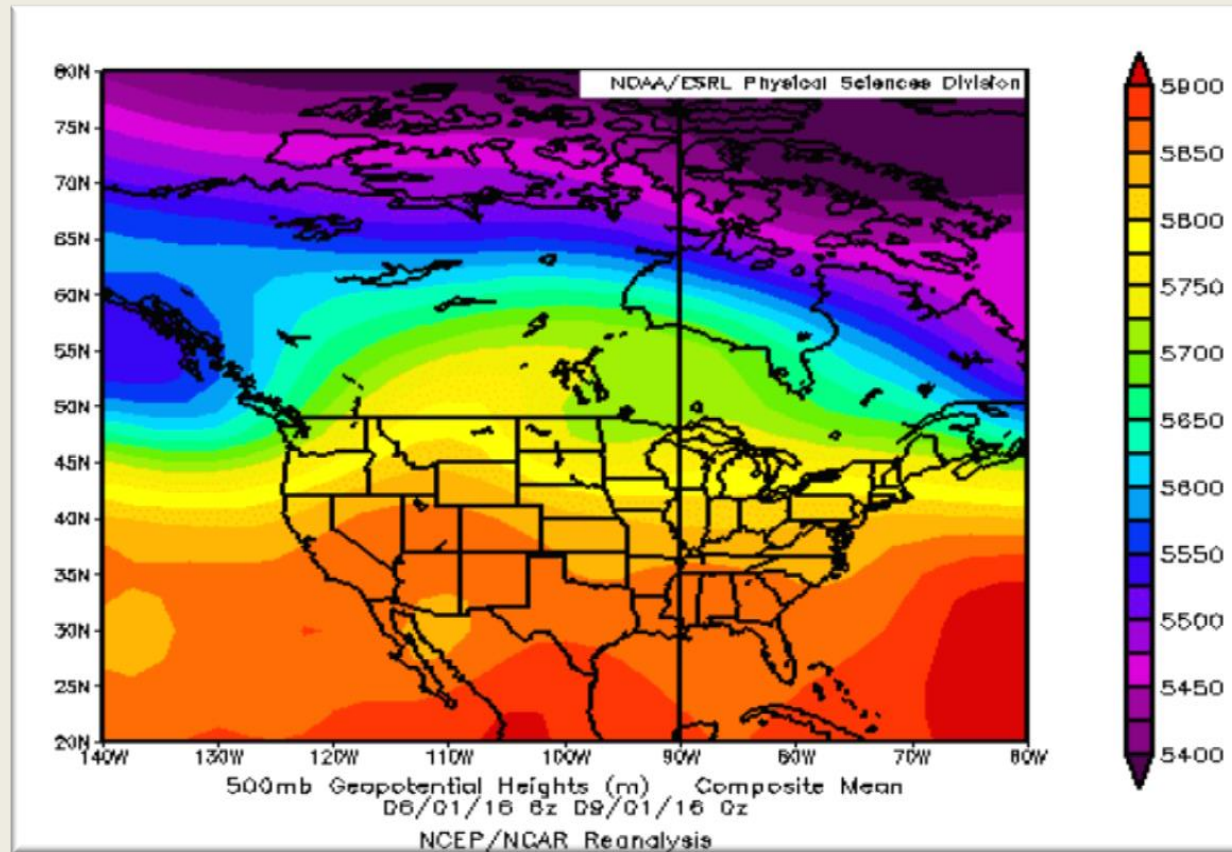 NOAA/ESRL Physical Sciences Division
80N
75N
70N
65N
60N
55N
50N
45N
40N
35N
30N
25N
20N
140W 130W 120W 110W 100W 90W 80W 70W 60W
5900
5850
5800
5750
5700
5650
5600
5550
5500
5450
5400
500mb Geopotential Heights (m) Composite Mean
06/01/16 6z 09/01/16 0z
NCEP/NCAR Reanalysis